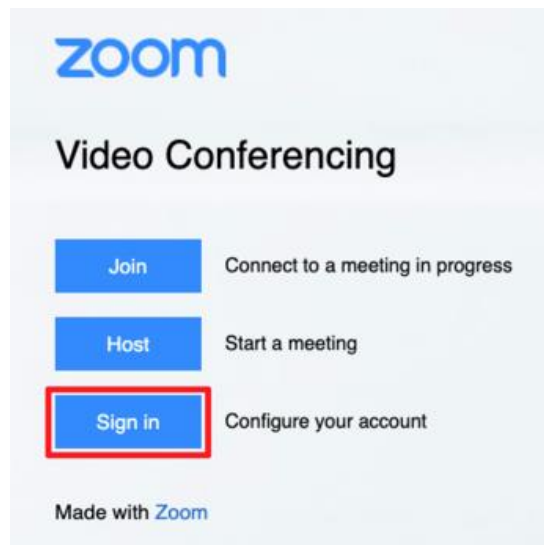 zoom
Video Conferencing
Join Connect to a meeting in progress
Host Start a meeting
Sign in Configure your account
Made with Zoom